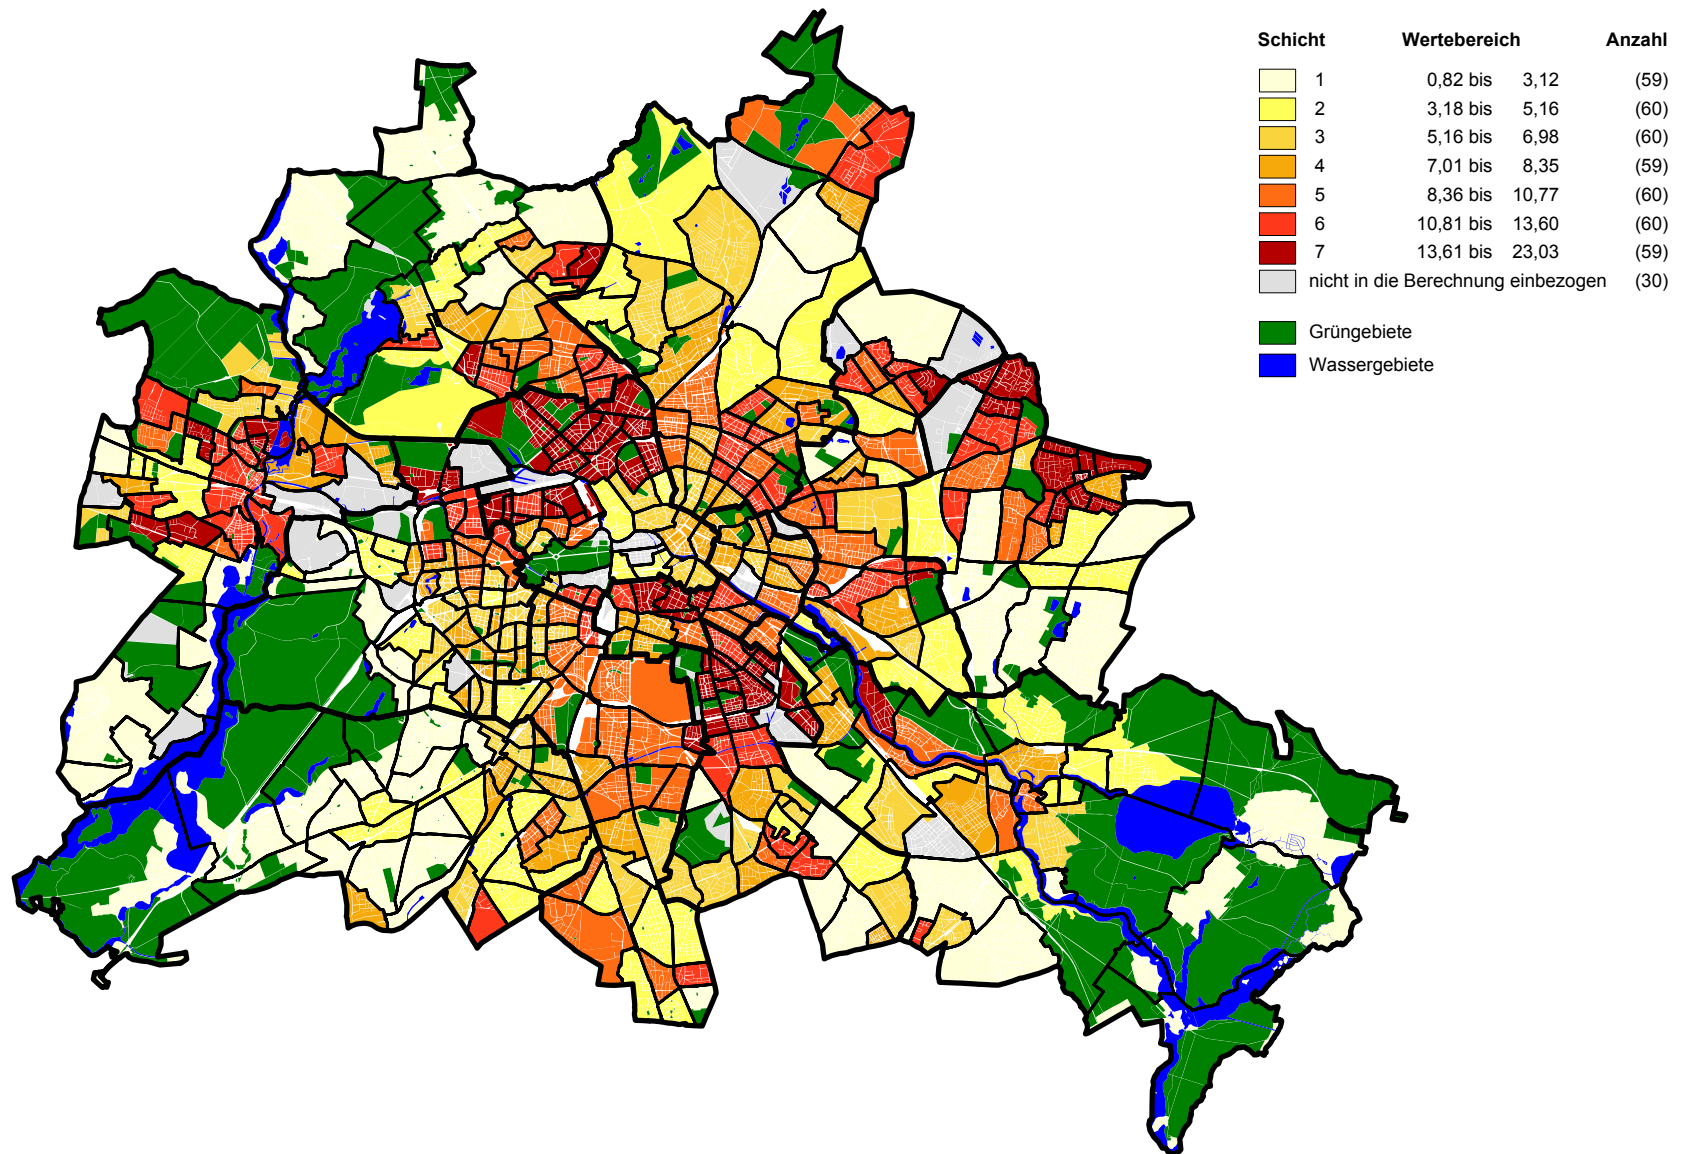 Schicht Wertebereich Anzahl
1 0,82 bis 3,12 (59)
2 3,18 bis 5,16 (60)
3 5,16 bis 6,98 (60)
4 7,01 bis 8,35 (59)
5 8,36 bis 10,77 (60)
6 10,81 bis 13,60 (60)
7 13,61 bis 23,03 (59)
nicht in die Berechnung einbezogen (30)
Grüngebiete
Wassergebiete